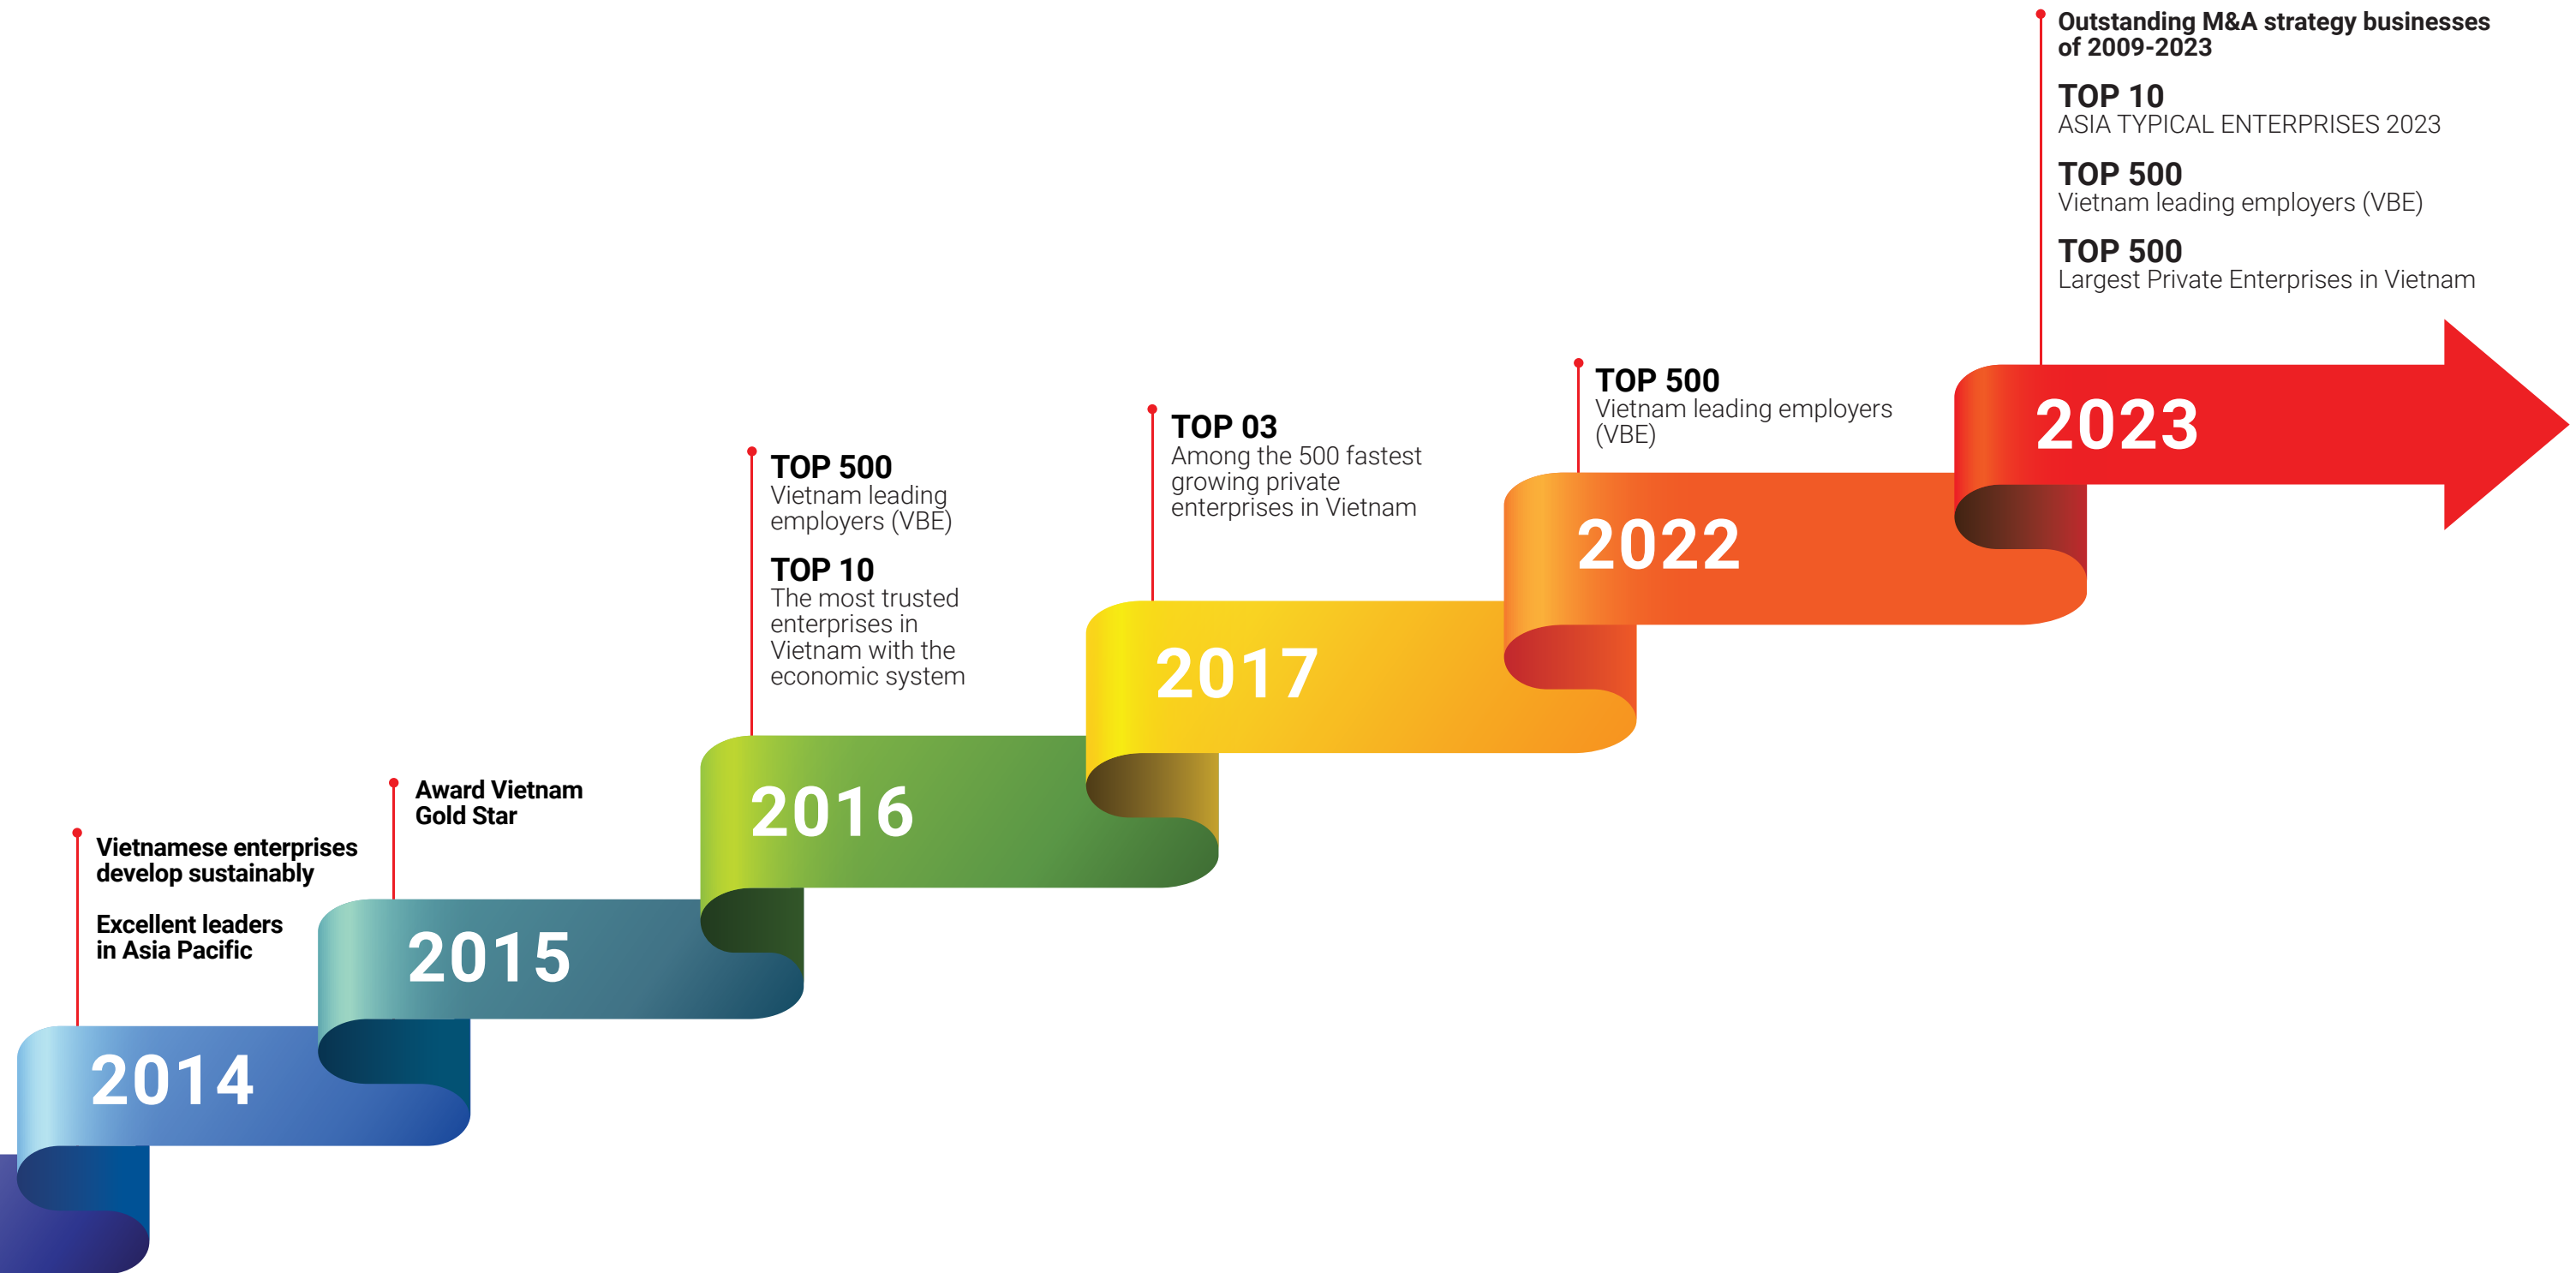 Vietnamese enterprises
develop sustainably
Excellent leaders
in Asia Pacific
2014
Award Vietnam
Gold Star
2015
TOP 500
Vietnam leading
employers (VBE)
TOP 10
The most trusted
enterprises in
Vietnam with the
economic system
2016
TOP 03
Among the 500 fastest
growing private
enterprises in Vietnam
2017
TOP 500
Vietnam leading employers
(VBE)
2022
Outstanding M&A strategy businesses
of 2009-2023
TOP 10
ASIA TYPICAL ENTERPRISES 2023
TOP 500
Vietnam leading employers (VBE)
TOP 500
Largest Private Enterprises in Vietnam
2023